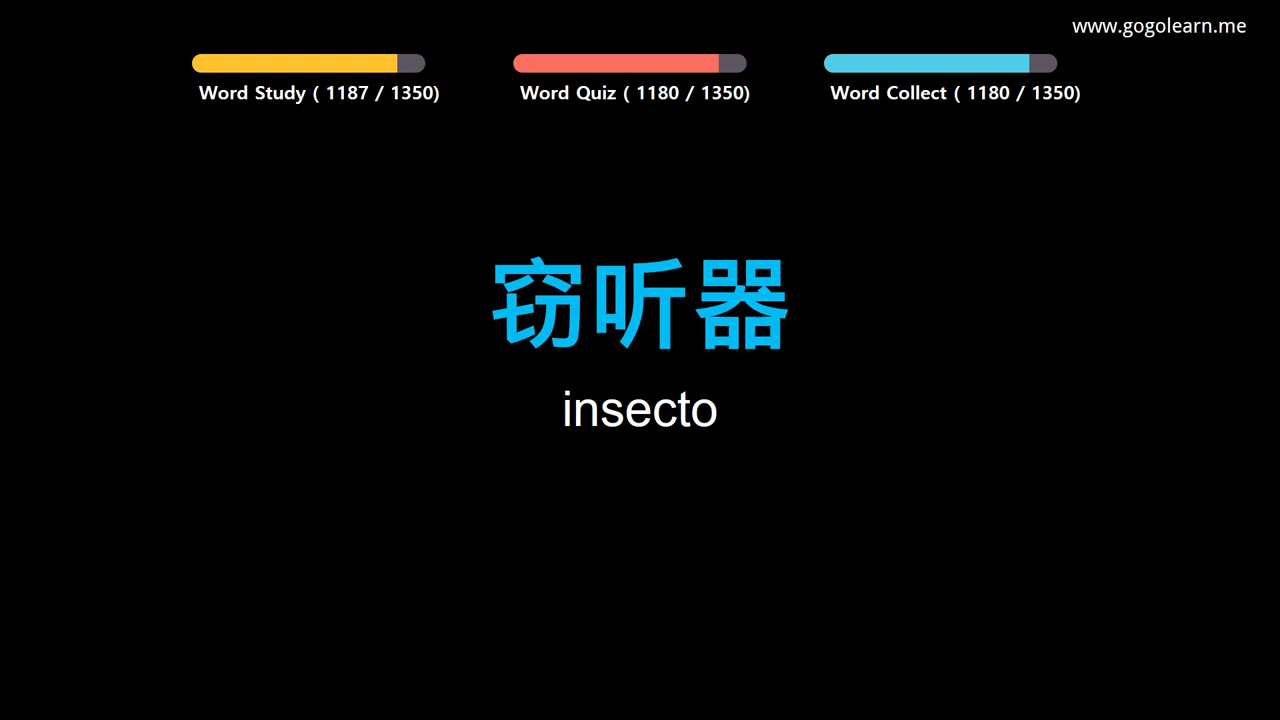 www.gogolearn.me
Word Study ( 1187 / 1350)
Word Quiz ( 1180 / 1350)
Word Collect ( 1180 / 1350)
窃听器
insecto